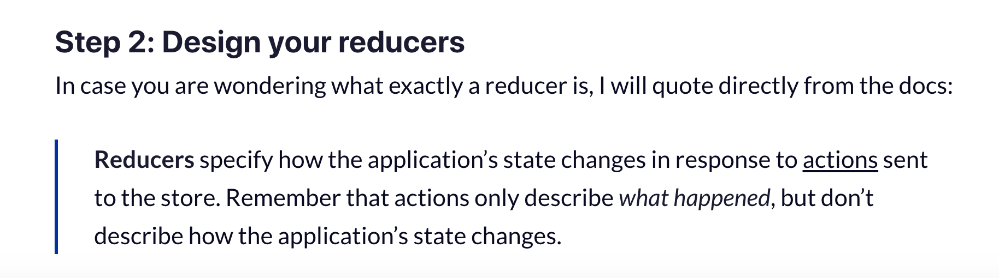 Step 2: Design your reducers
In case you are wondering what exactly a reducer is, I will quote directly from the docs:
Reducers specify how the application’s state changes in response to actions sent
to the store. Remember that actions only describe what happened, but don’t
describe how the application’s state changes.